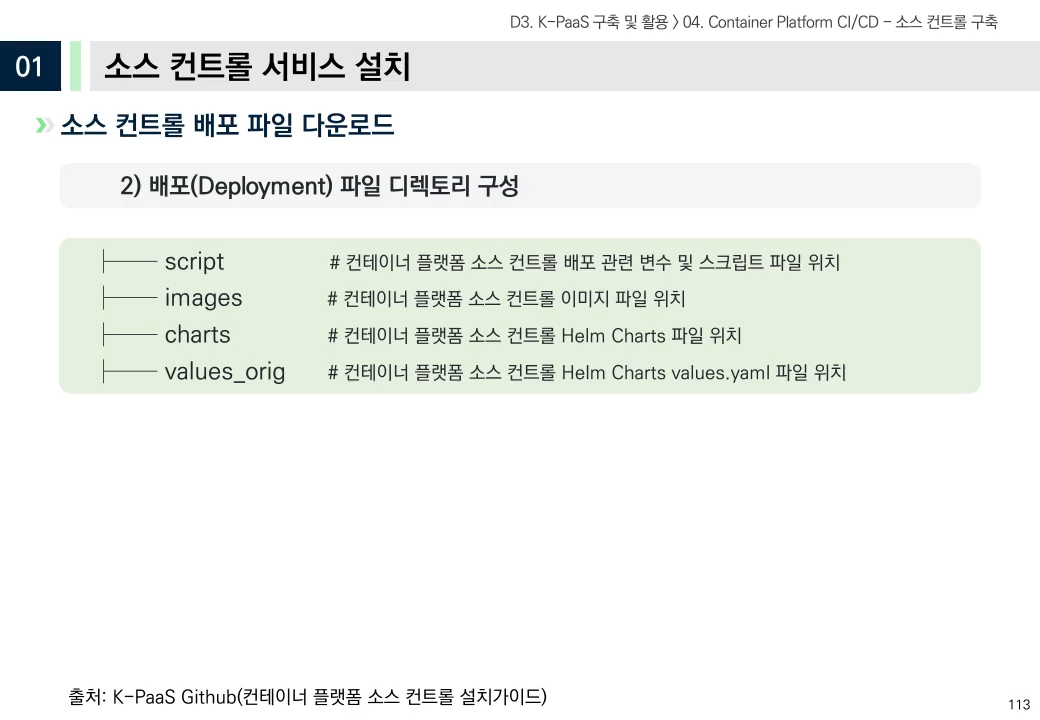 D3. K-PaaS 구축 및 활용 > 04. Container Platform CI/CD - 소스 컨트롤 구축
01 소스 컨트롤 서비스 설치
소스 컨트롤 배포 파일 다운로드
2) 배포(Deployment) 파일 디렉토리 구성
├── script # 컨테이너 플랫폼 소스 컨트롤 배포 관련 변수 및 스크립트 파일 위치
├── images # 컨테이너 플랫폼 소스 컨트롤 이미지 파일 위치
├── charts # 컨테이너 플랫폼 소스 컨트롤 Helm Charts 파일 위치
├── values_orig # 컨테이너 플랫폼 소스 컨트롤 Helm Charts values.yaml 파일 위치
출처: K-PaaS Github(컨테이너 플랫폼 소스 컨트롤 설치가이드)
113